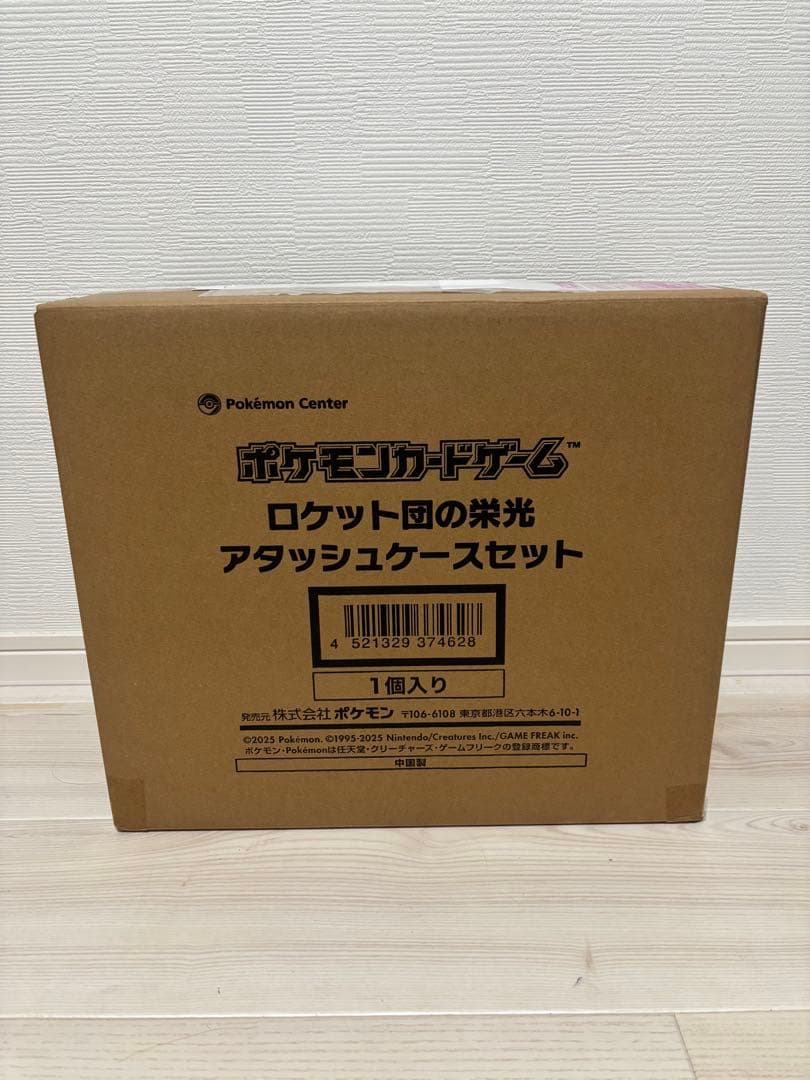 Pokémon Center
ポケモンカードゲーム™
ロケット団の栄光
アタッシュケースセット
4 521329 374628
1個入り
発売元 株式会社 ポケモン 〒106-6108 東京都港区六本木6-10-1
©2025 Pokémon. ©1995-2025 Nintendo/Creatures Inc./GAME FREAK inc.
ポケモン・Pokémonは任天堂・クリーチャーズ・ゲームフリークの登録商標です。
中国製